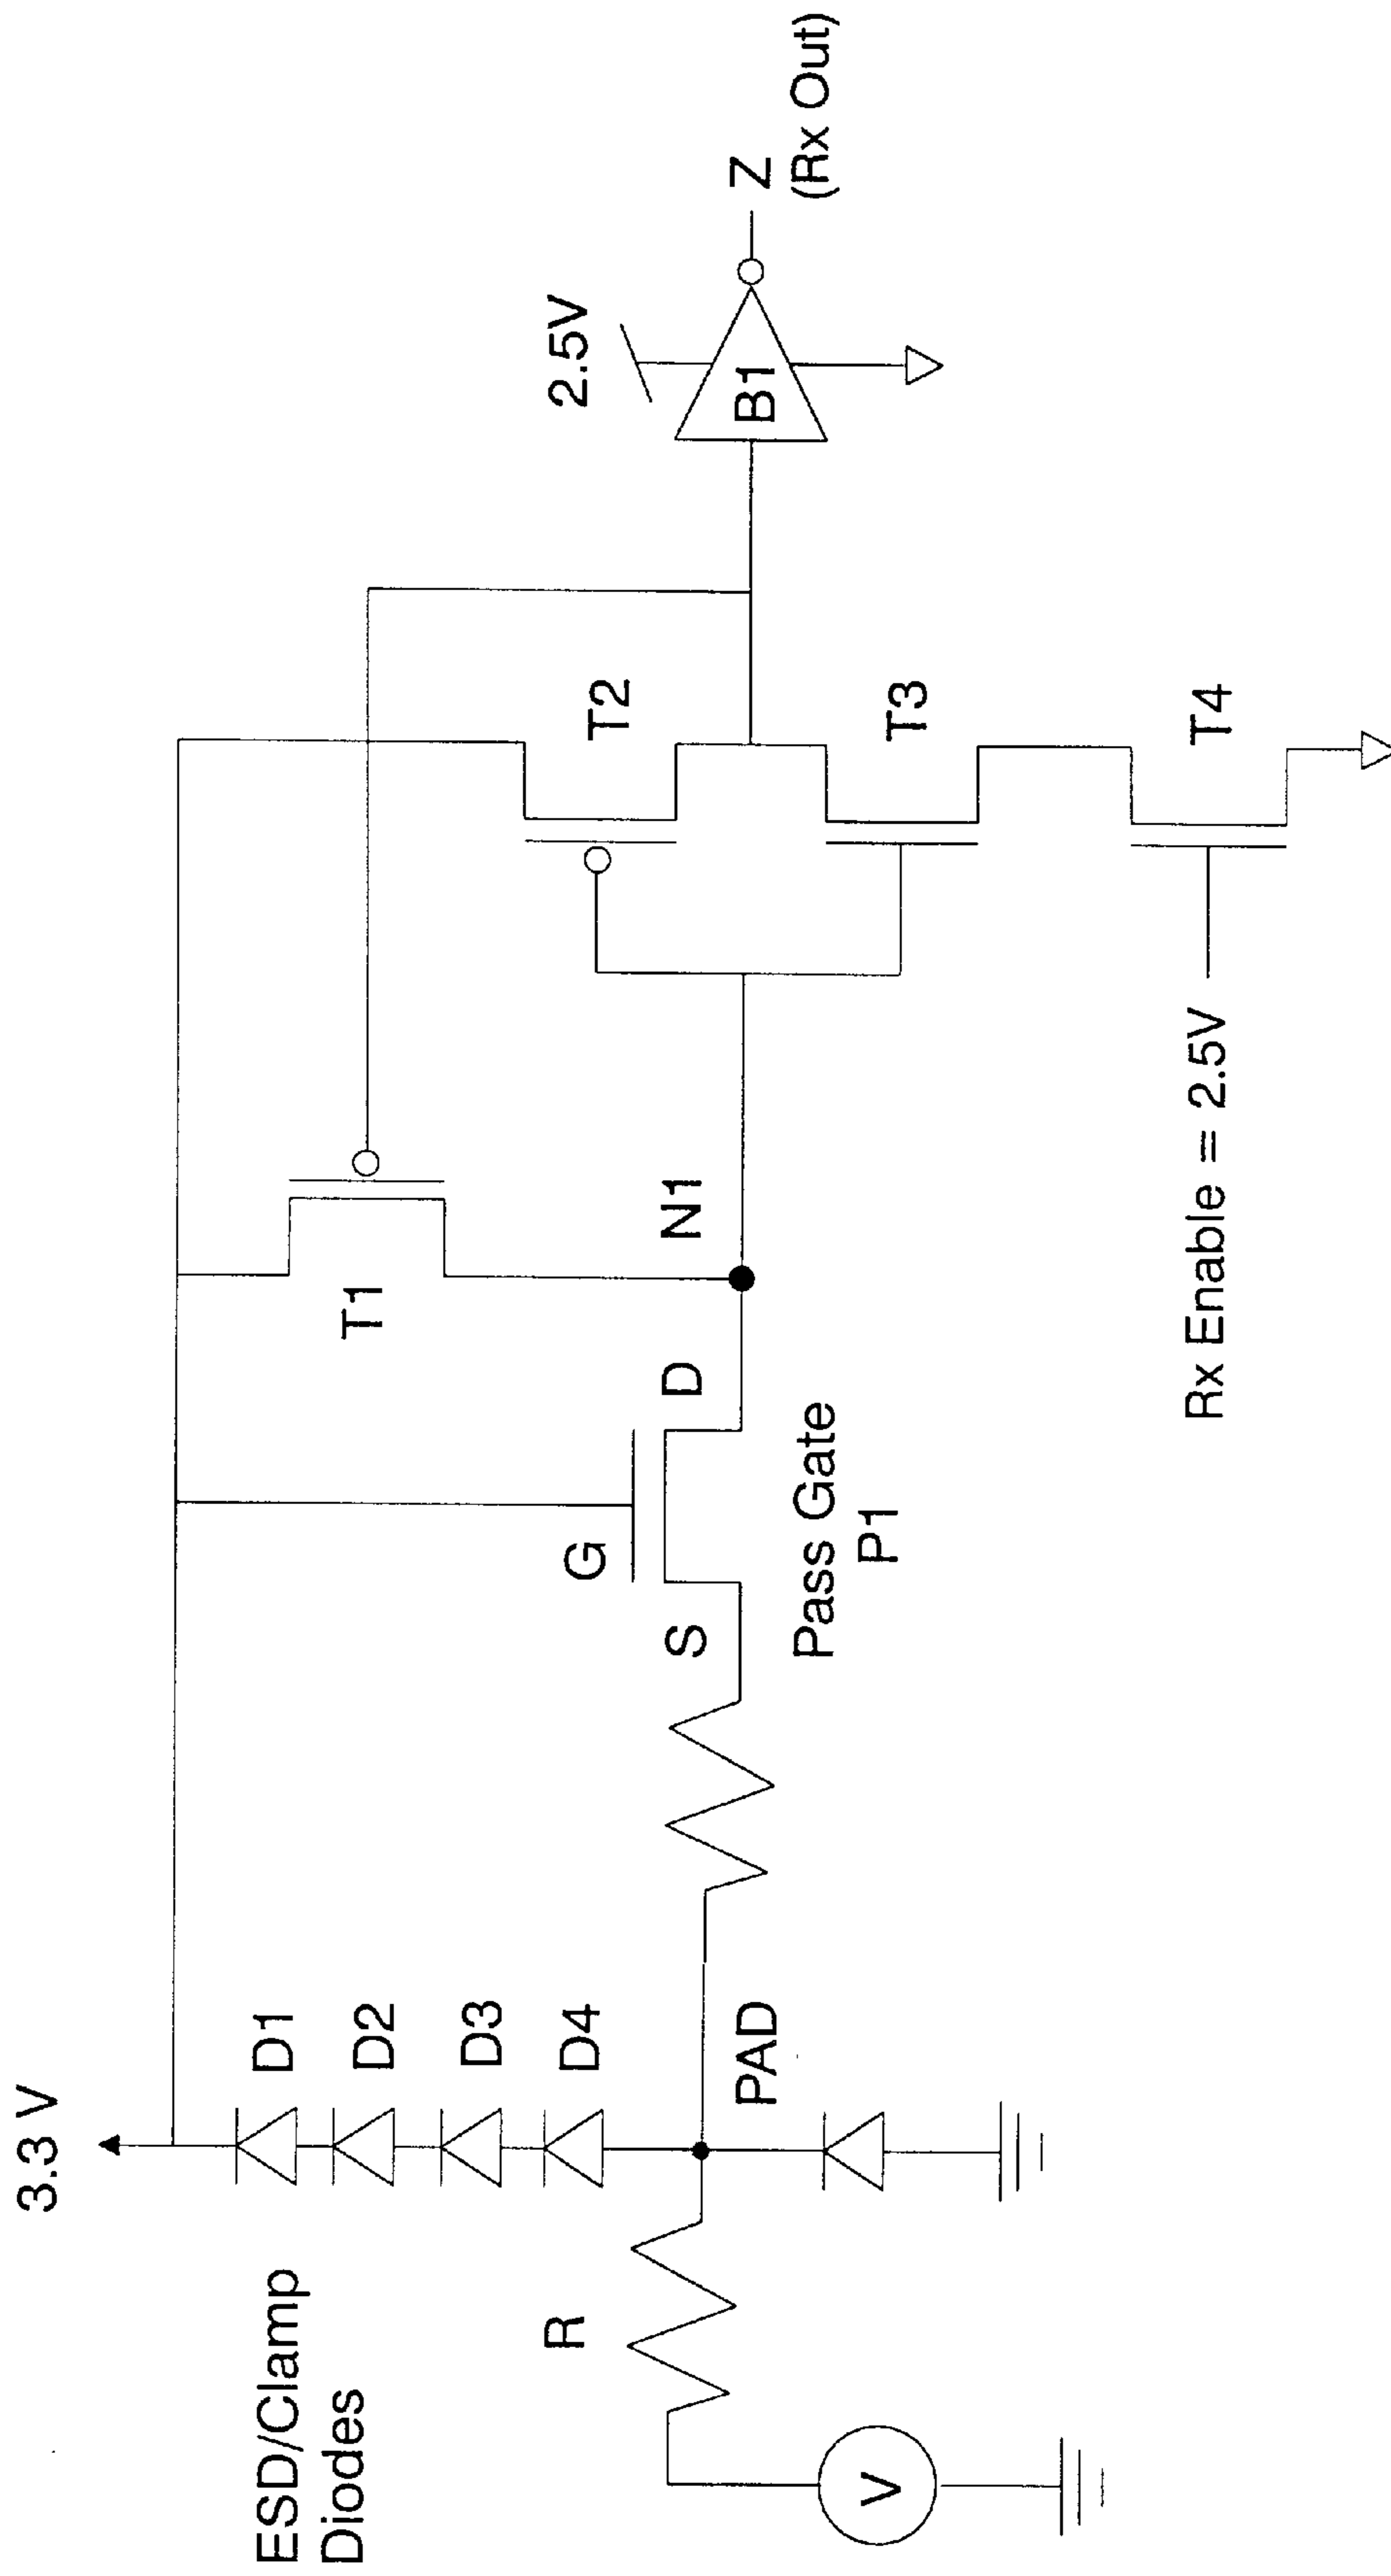 3.3 V
ESD/Clamp
Diodes
D1
D2
D3
D4
R
V
PAD
S
G
D
Pass Gate
P1
T1
N1
T2
T3
T4
Rx Enable = 2.5V
2.5V
B1
Z
(Rx Out)